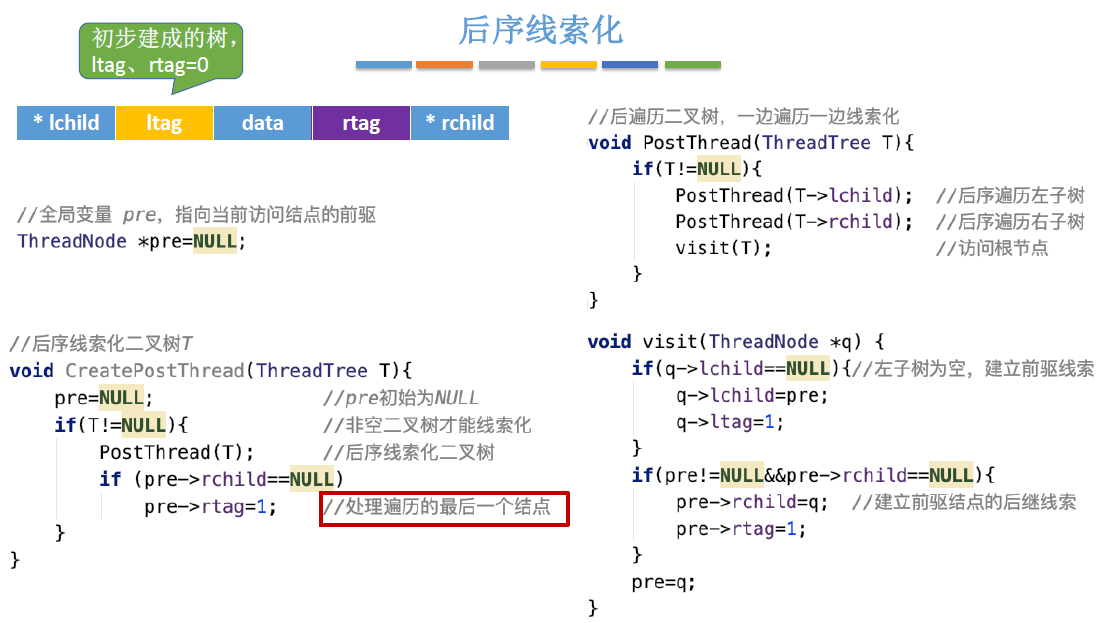 后序线索化
初步建成的树，
ltag、rtag=0
* lchild ltag data rtag * rchild
//全局变量 pre，指向当前访问结点的前驱
ThreadNode *pre=NULL;
//后序线索化二叉树T
void CreatePostThread(ThreadTree T){
    pre=NULL;                //pre初始为NULL
    if(T!=NULL){             //非空二叉树才能线索化
        PostThread(T);       //后序线索化二叉树
        if (pre->rchild==NULL)
            pre->rtag=1;     //处理遍历的最后一个结点
    }
}
//后遍历二叉树，一边遍历一边线索化
void PostThread(ThreadTree T){
    if(T!=NULL){
        PostThread(T->lchild);  //后序遍历左子树
        PostThread(T->rchild);  //后序遍历右子树
        visit(T);               //访问根节点
    }
}
void visit(ThreadNode *q) {
    if(q->lchild==NULL){//左子树为空，建立前驱线索
        q->lchild=pre;
        q->ltag=1;
    }
    if(pre!=NULL&&pre->rchild==NULL){
        pre->rchild=q;  //建立前驱结点的后继线索
        pre->rtag=1;
    }
    pre=q;
}